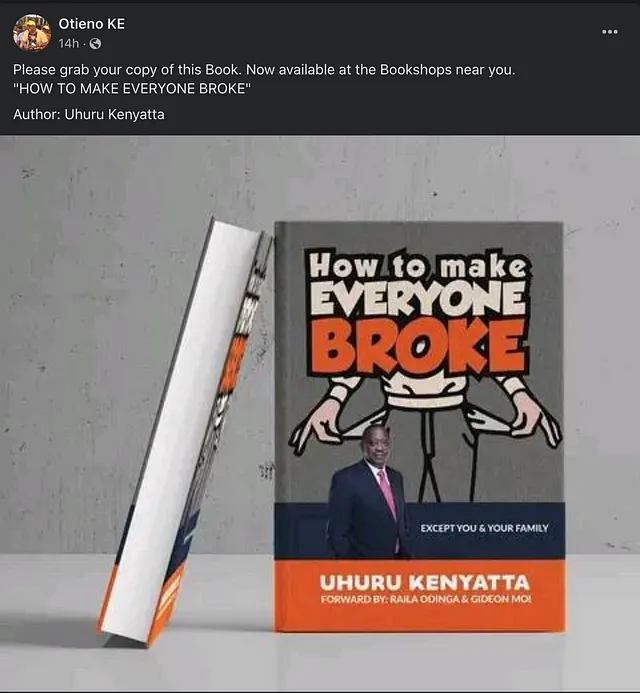 Otieno KE
14h ·
Please grab your copy of this Book. Now available at the Bookshops near you.
"HOW TO MAKE EVERYONE BROKE"
Author: Uhuru Kenyatta
How to make
EVERYONE
BROKE
EXCEPT YOU & YOUR FAMILY
UHURU KENYATTA
FORWARD BY: RAILA ODINGA & GIDEON MOI